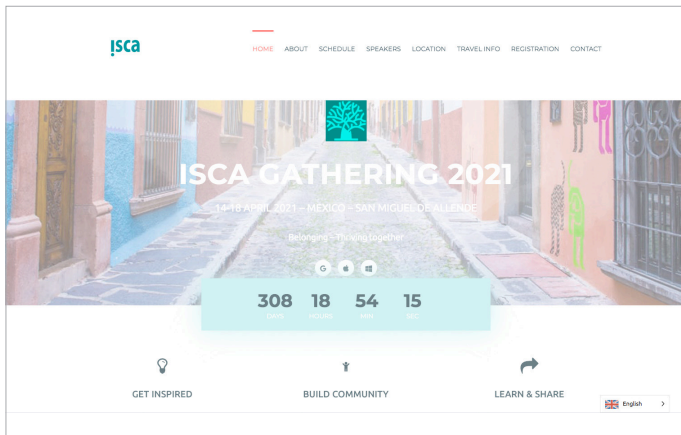 isca
HOME ABOUT SCHEDULE SPEAKERS LOCATION TRAVEL INFO REGISTRATION CONTACT
ISCA GATHERING 2021
14-18 APRIL 2021 – MEXICO – SAN MIGUEL DE ALLENDE
Belonging – Thriving together
308 18 54 15
DAYS HOURS MIN SEC
GET INSPIRED BUILD COMMUNITY LEARN & SHARE
English